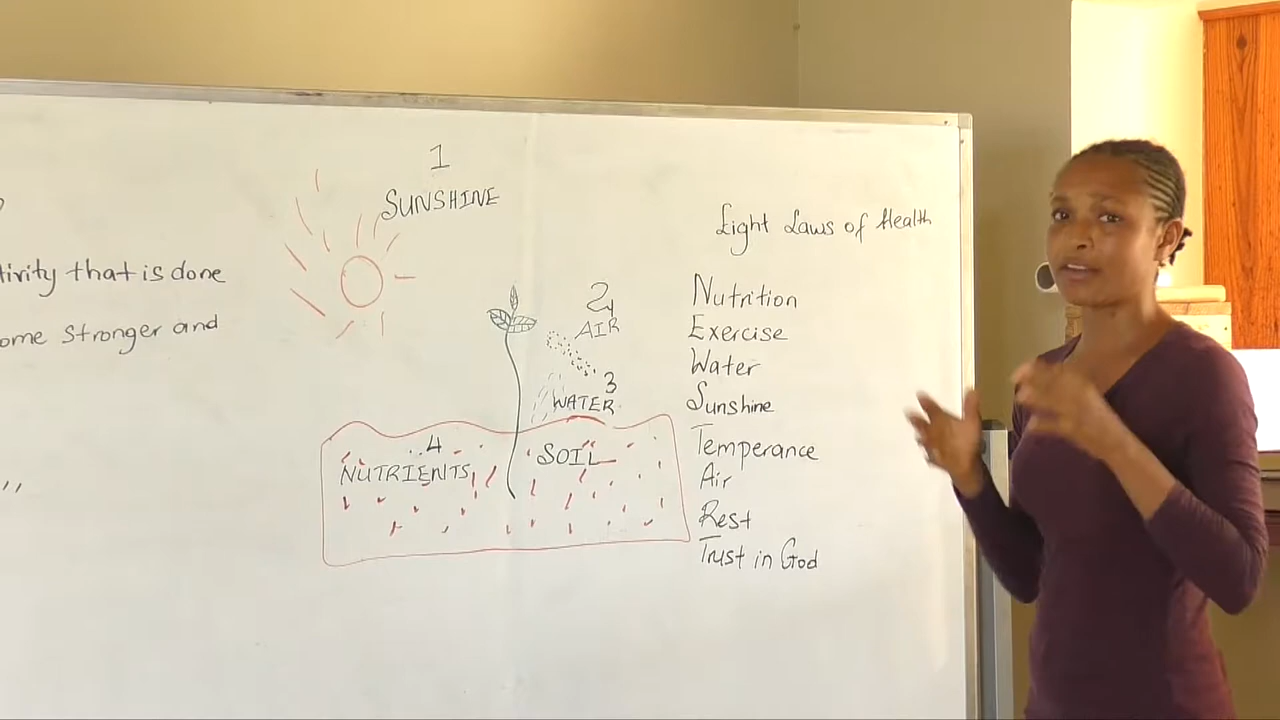 tivity that is done
ome stronger and
1
SUNSHINE
2
AIR
3
WATER
4
NUTRIENTS
SOIL
Eight Laws of Health
Nutrition
Exercise
Water
Sunshine
Temperance
Air
Rest
Trust in God